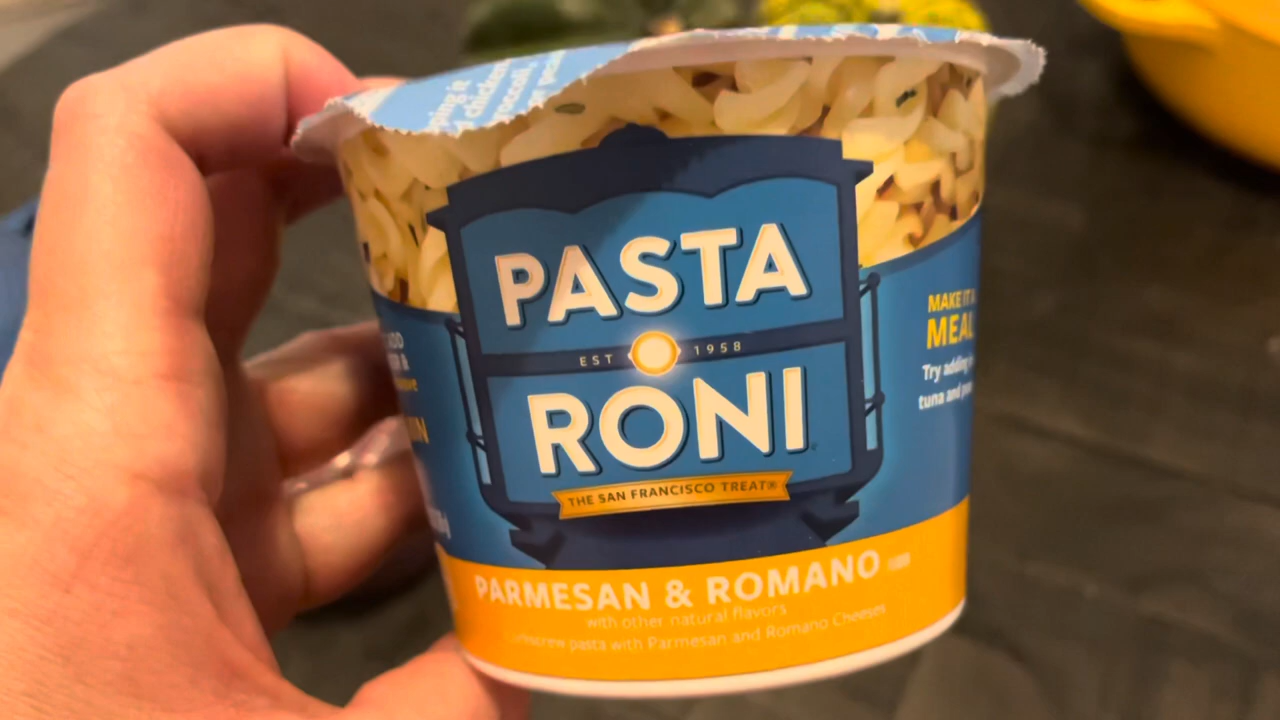 PASTA
EST 1958
RONI
THE SAN FRANCISCO TREAT®
PARMESAN & ROMANO
with other natural flavors
pasta with Parmesan and Romano Cheeses
MAKE IT A
MEAL
Try adding
tuna and